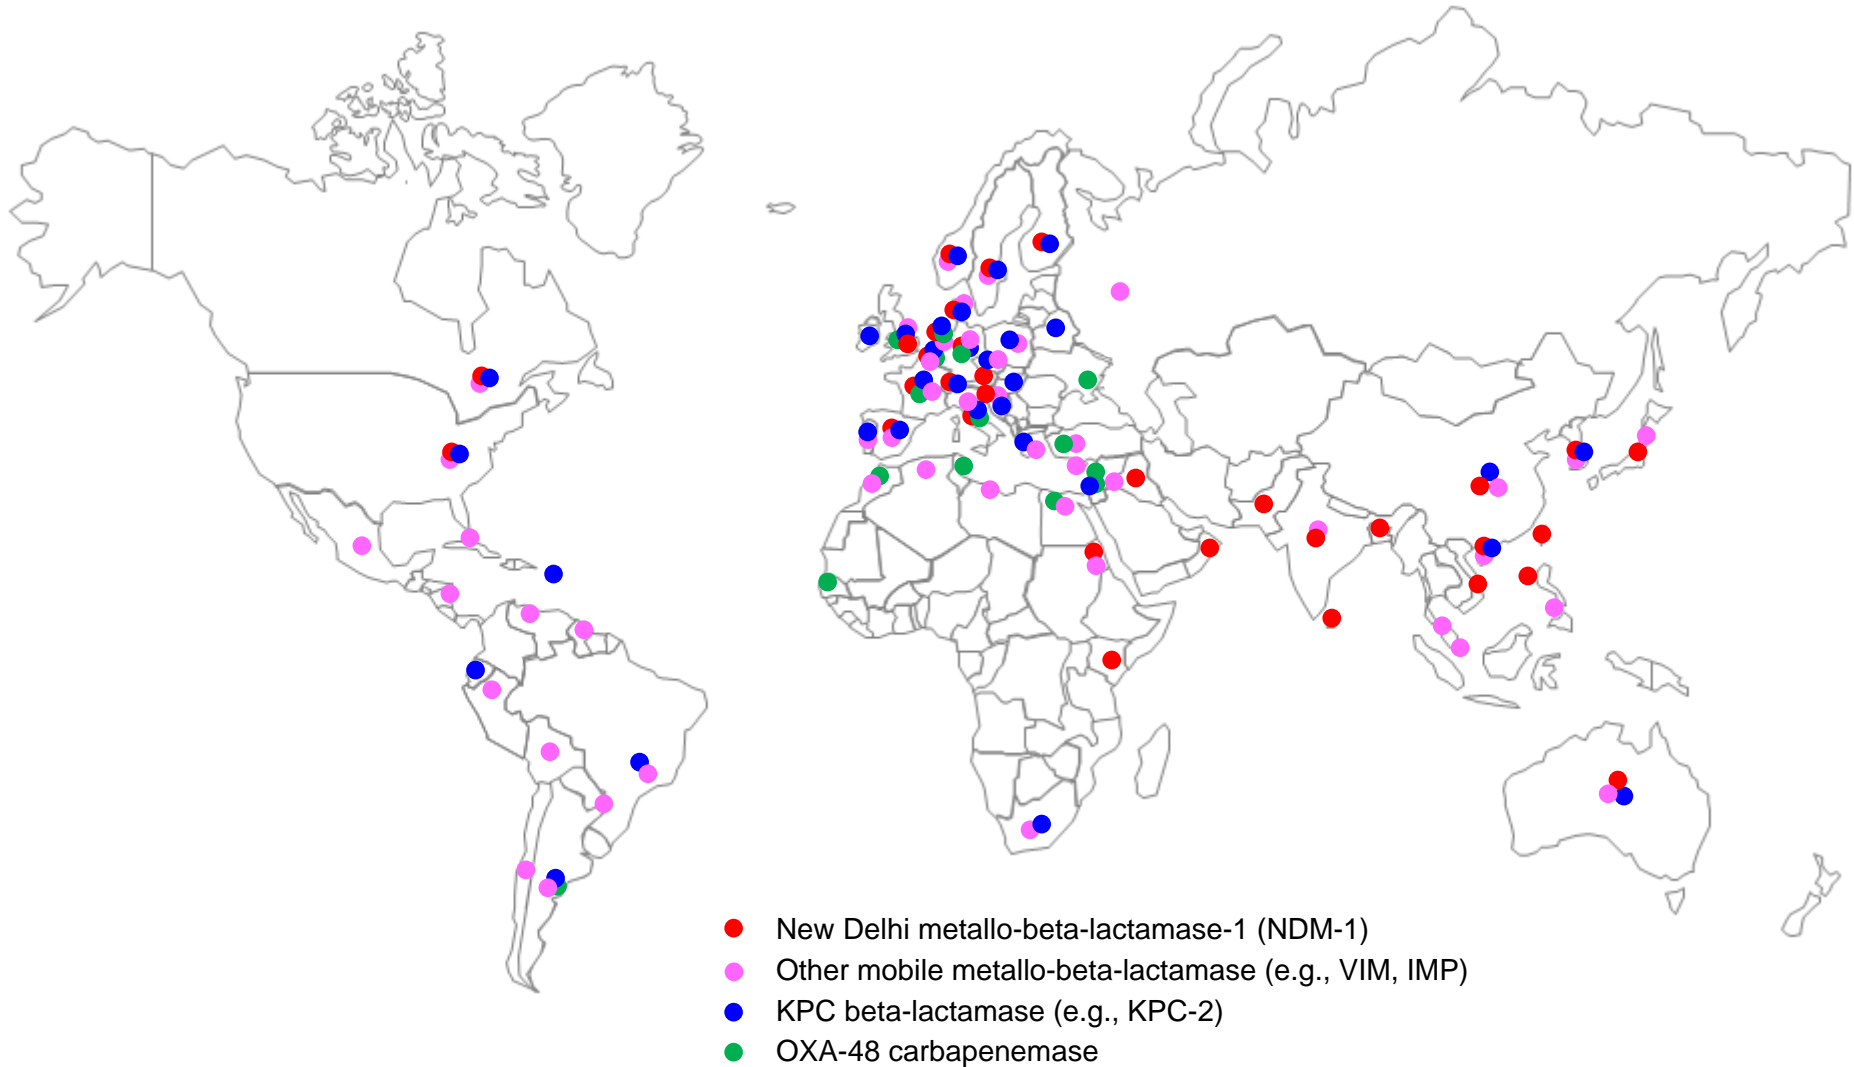 New Delhi metallo-beta-lactamase-1 (NDM-1)
Other mobile metallo-beta-lactamase (e.g., VIM, IMP)
KPC beta-lactamase (e.g., KPC-2)
OXA-48 carbapenemase